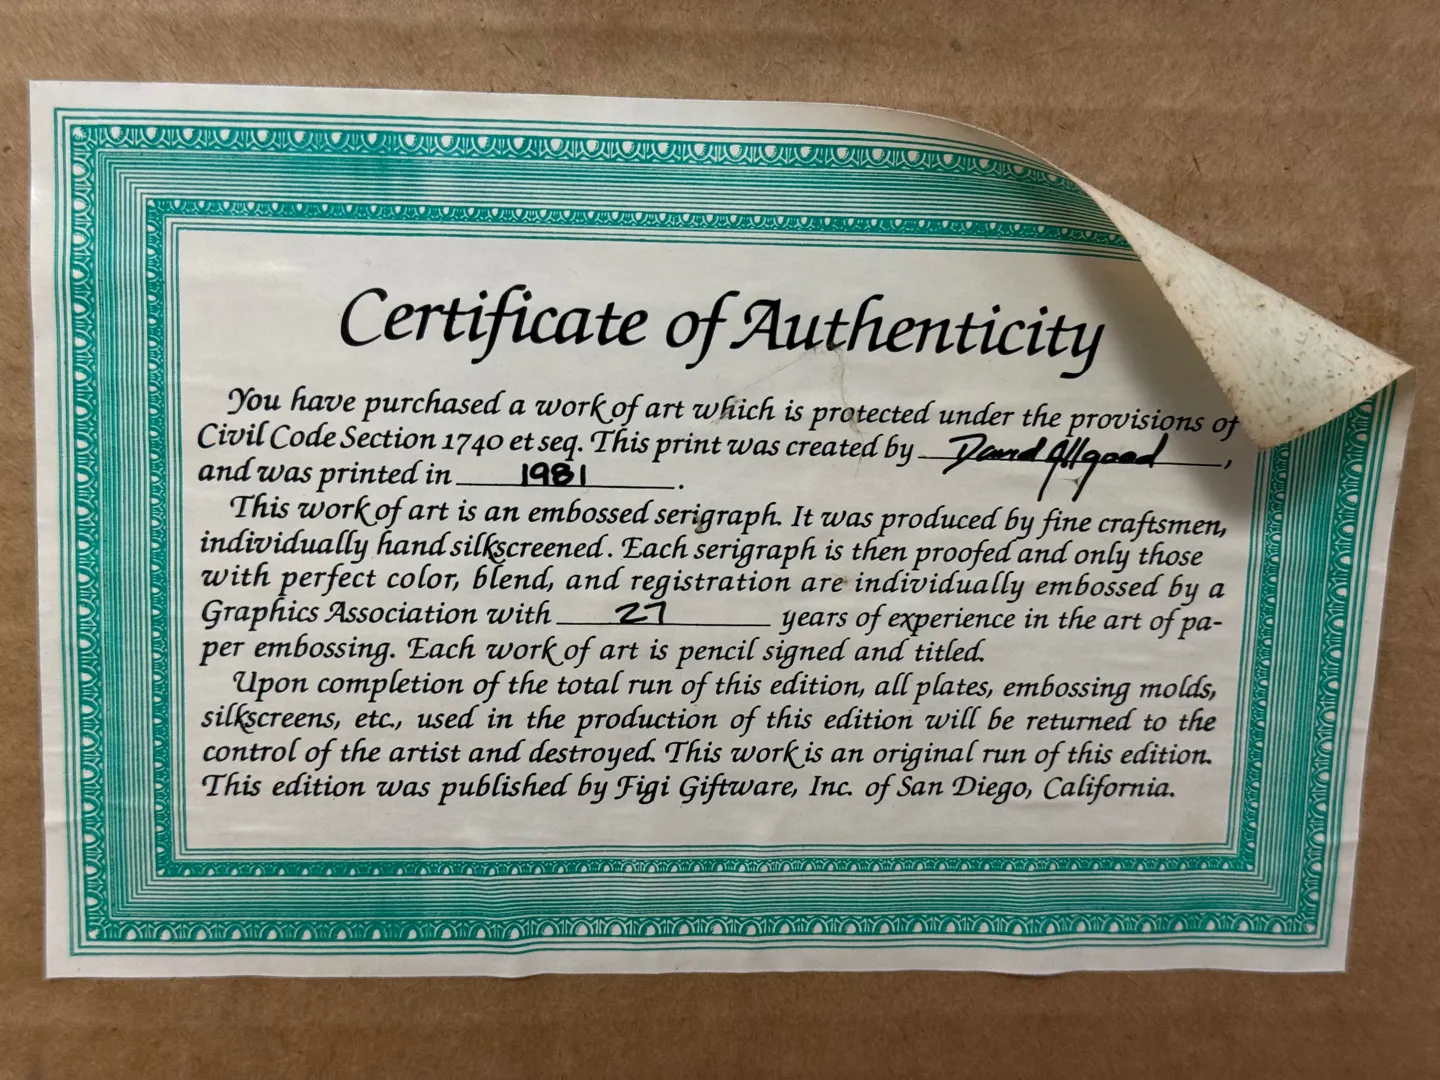 Certificate of Authenticity
You have purchased a work of art which is protected under the provisions of
Civil Code Section 1740 et seq. This print was created by David Allgood,
and was printed in 1981.
This work of art is an embossed serigraph. It was produced by fine craftsmen,
individually hand silkscreened. Each serigraph is then proofed and only those
with perfect color, blend, and registration are individually embossed by a
Graphics Association with 27 years of experience in the art of pa-
per embossing. Each work of art is pencil signed and titled.
Upon completion of the total run of this edition, all plates, embossing molds,
silkscreens, etc., used in the production of this edition will be returned to the
control of the artist and destroyed. This work is an original run of this edition.
This edition was published by Figi Giftware, Inc. of San Diego, California.